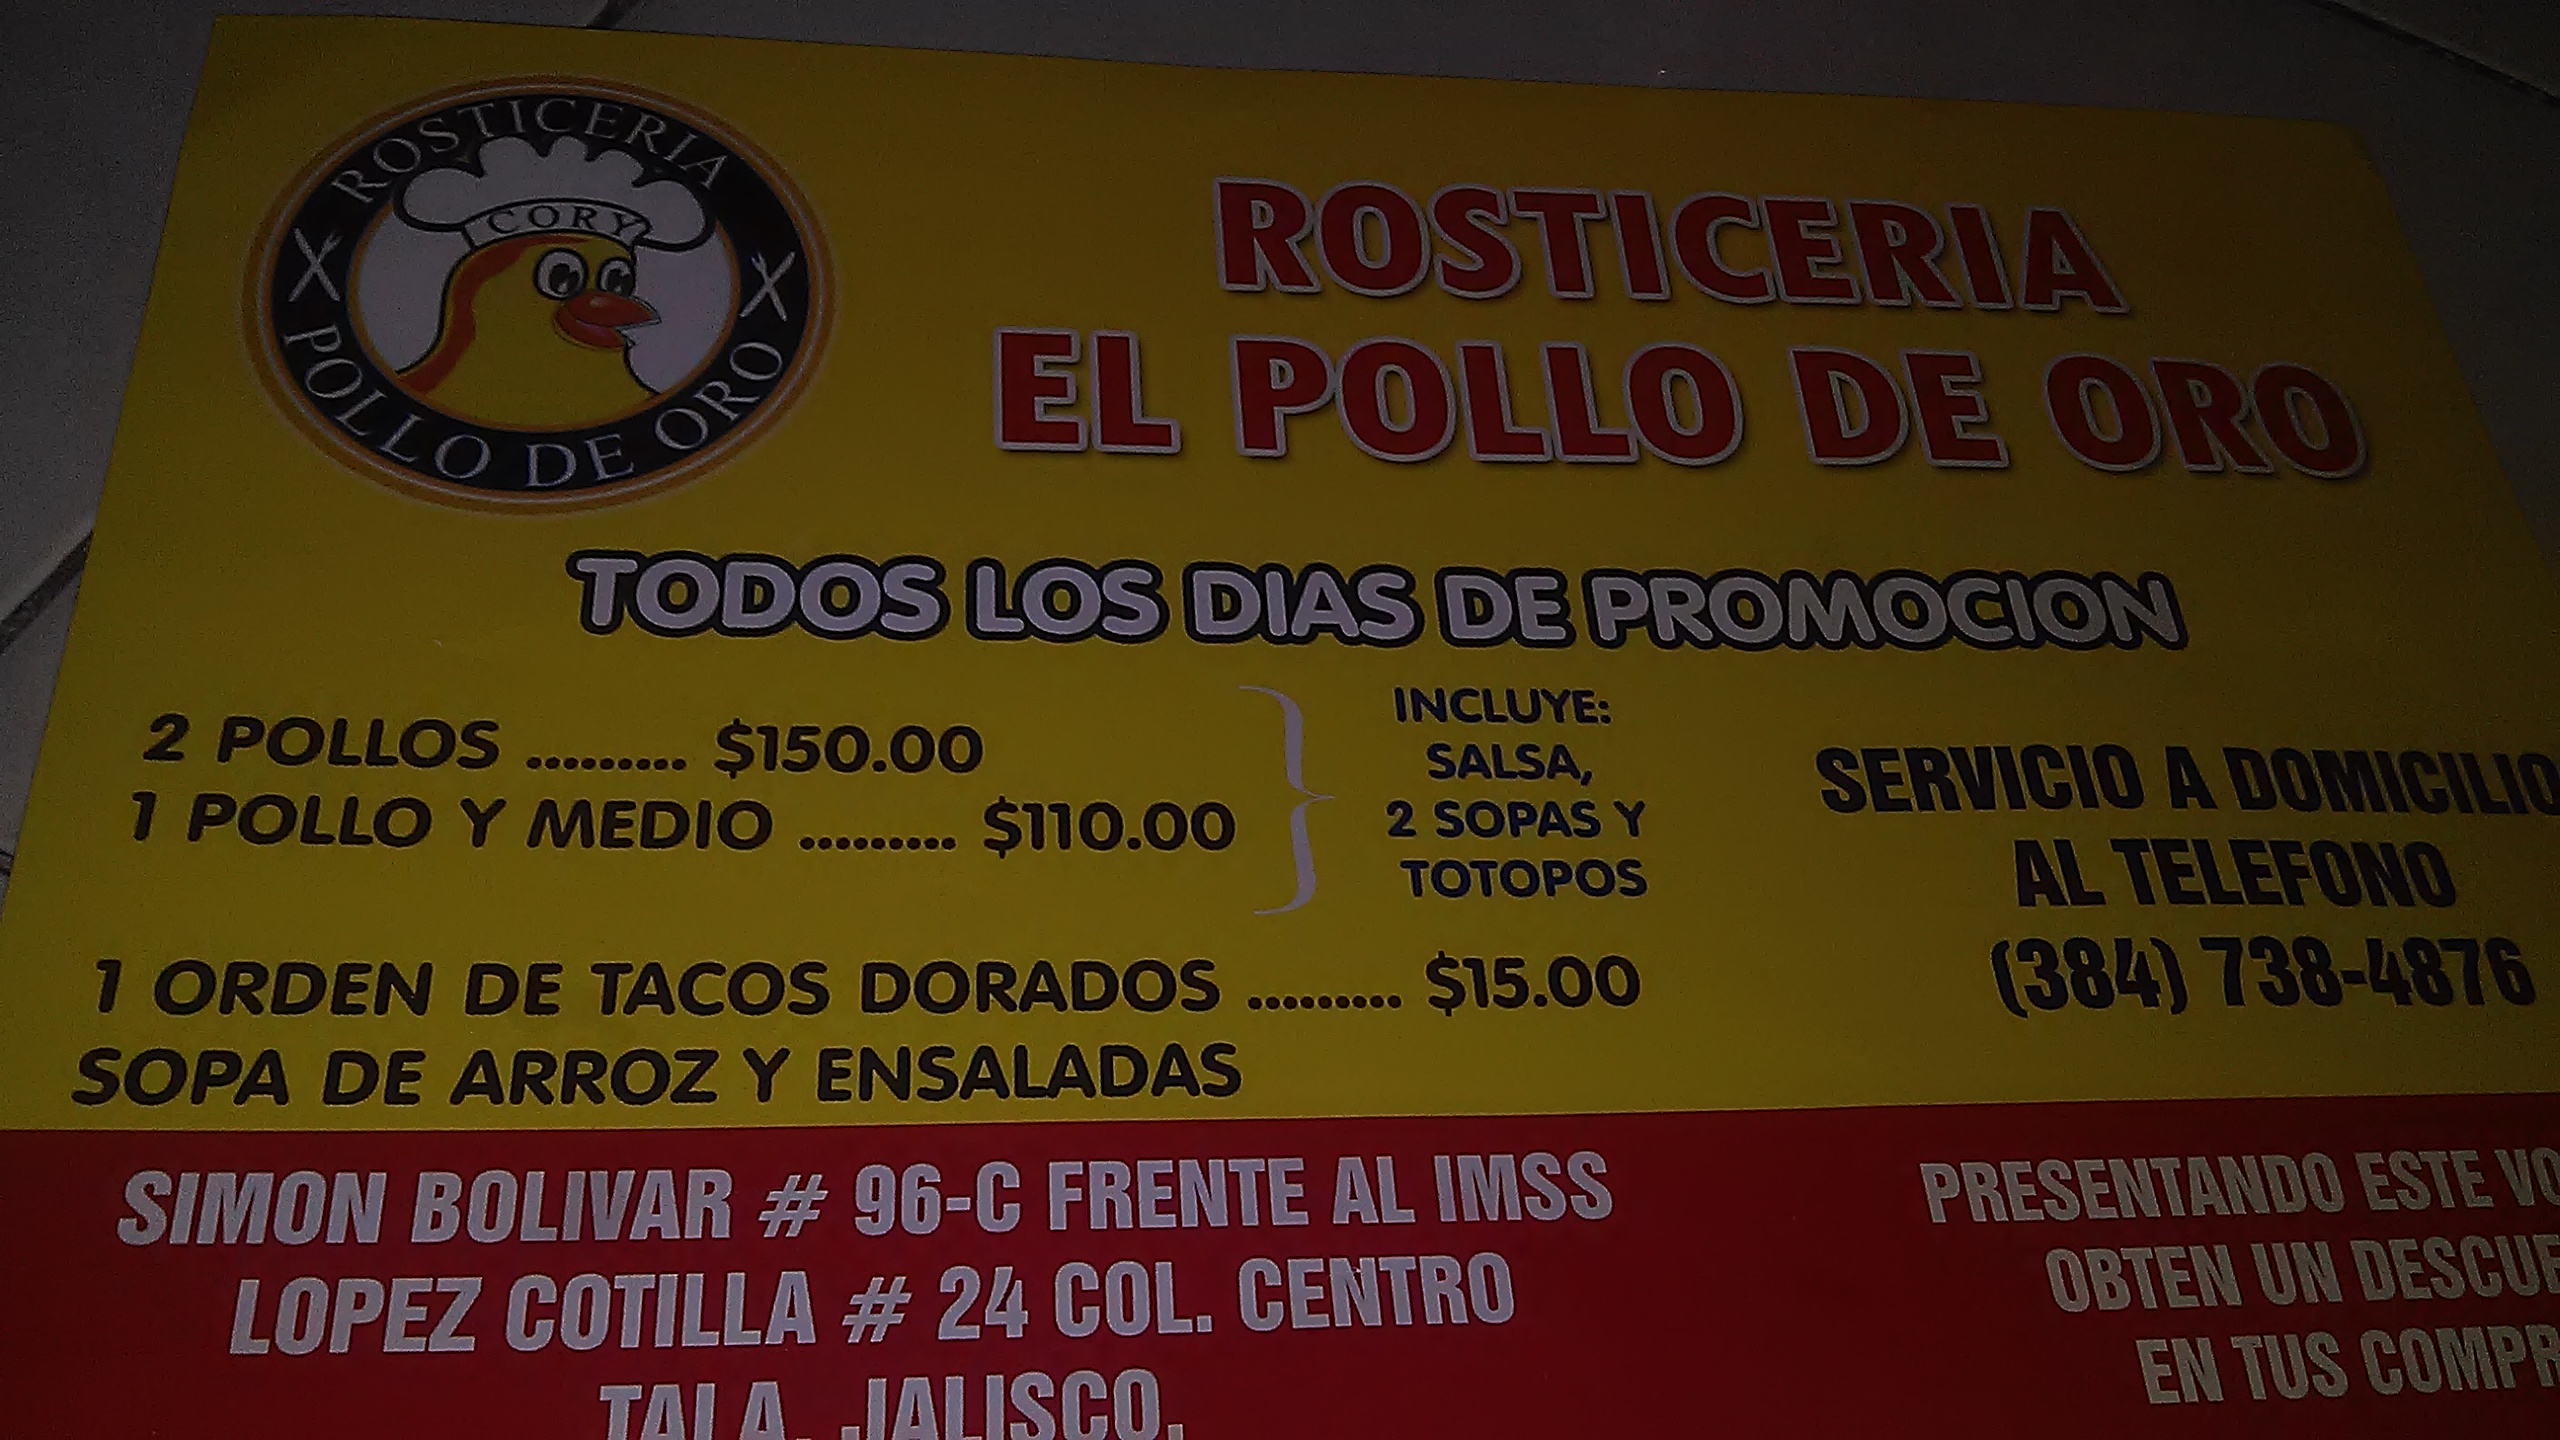 ROSTICERIA
CORY
POLLO DE ORO
ROSTICERIA
EL POLLO DE ORO
TODOS LOS DIAS DE PROMOCION
2 POLLOS ......... $150.00
1 POLLO Y MEDIO ......... $110.00
INCLUYE:
SALSA,
2 SOPAS Y
TOTOPOS
1 ORDEN DE TACOS DORADOS ......... $15.00
SOPA DE ARROZ Y ENSALADAS
SERVICIO A DOMICILIO
AL TELEFONO
(384) 738-4876
SIMON BOLIVAR # 96-C FRENTE AL IMSS
LOPEZ COTILLA # 24 COL. CENTRO
TALA, JALISCO.
PRESENTANDO ESTE
OBTEN UN
EN TUS